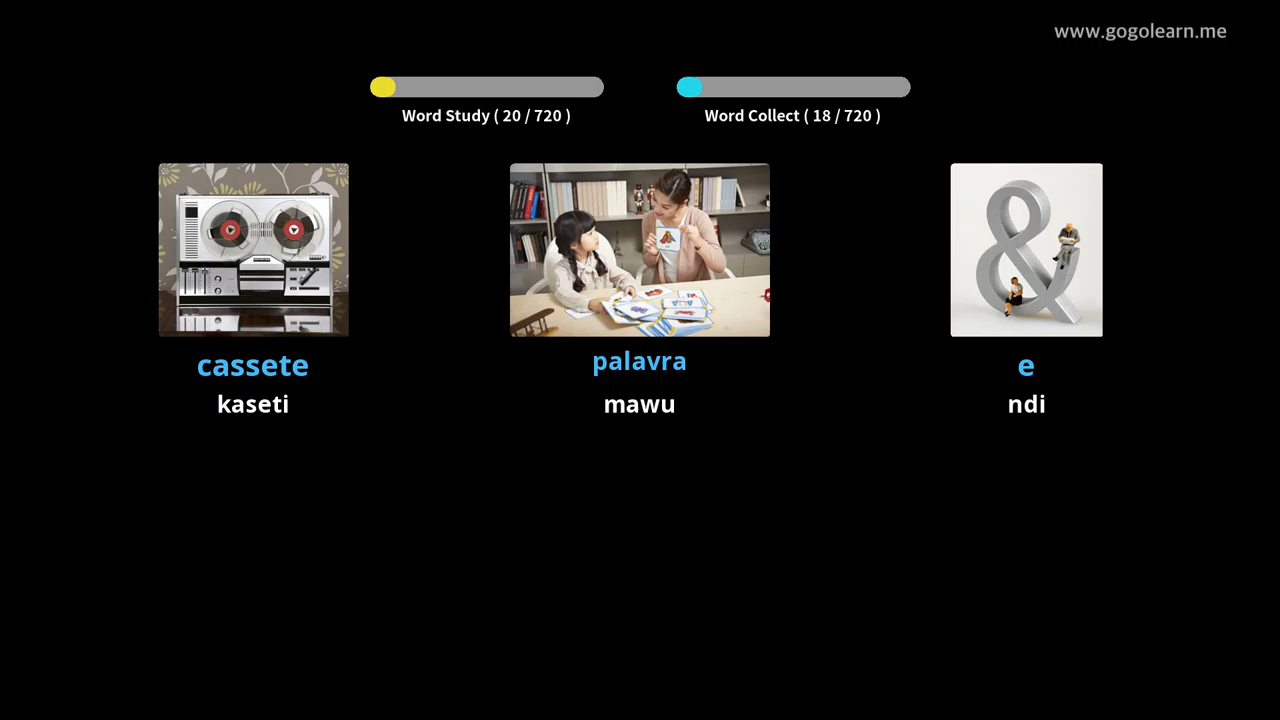 www.gogolearn.me
Word Study ( 20 / 720 )
Word Collect ( 18 / 720 )
cassete
palavra
e
kaseti
mawu
ndi